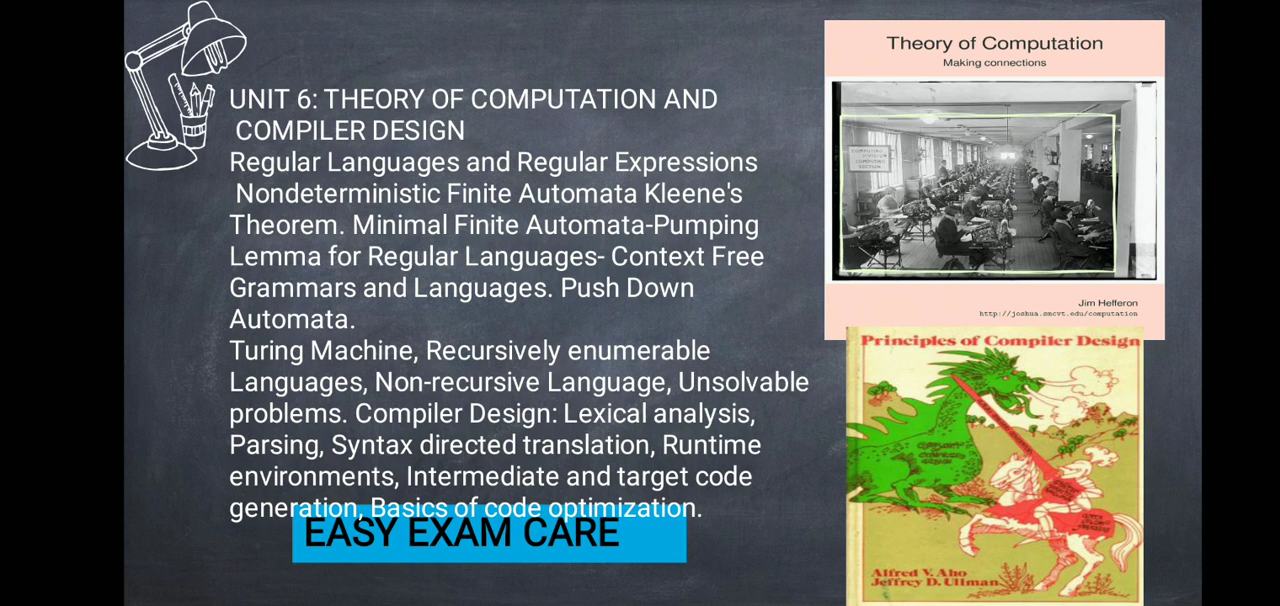 UNIT 6: THEORY OF COMPUTATION AND
COMPILER DESIGN
Regular Languages and Regular Expressions
Nondeterministic Finite Automata Kleene's
Theorem. Minimal Finite Automata-Pumping
Lemma for Regular Languages- Context Free
Grammars and Languages. Push Down
Automata.
Turing Machine, Recursively enumerable
Languages, Non-recursive Language, Unsolvable
problems. Compiler Design: Lexical analysis,
Parsing, Syntax directed translation, Runtime
environments, Intermediate and target code
generation, Basics of code optimization.
EASY EXAM CARE
Theory of Computation
Making connections
Jim Hefferon
http://joshua.smcvt.edu/computation
Principles of Compiler Design
Alfred V. Aho
Jeffrey D. Ullman